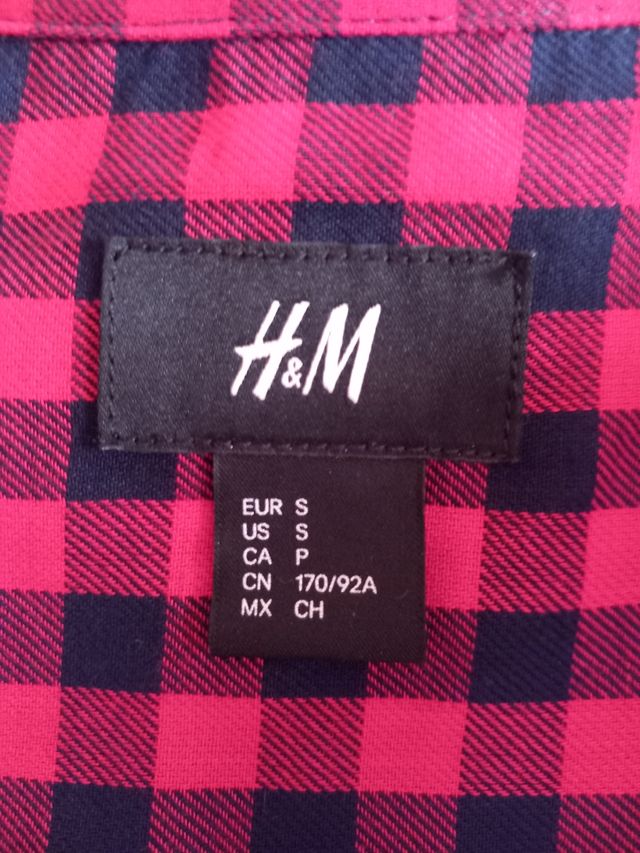 H&M
EUR S
US S
CA P
CN 170/92A
MX CH